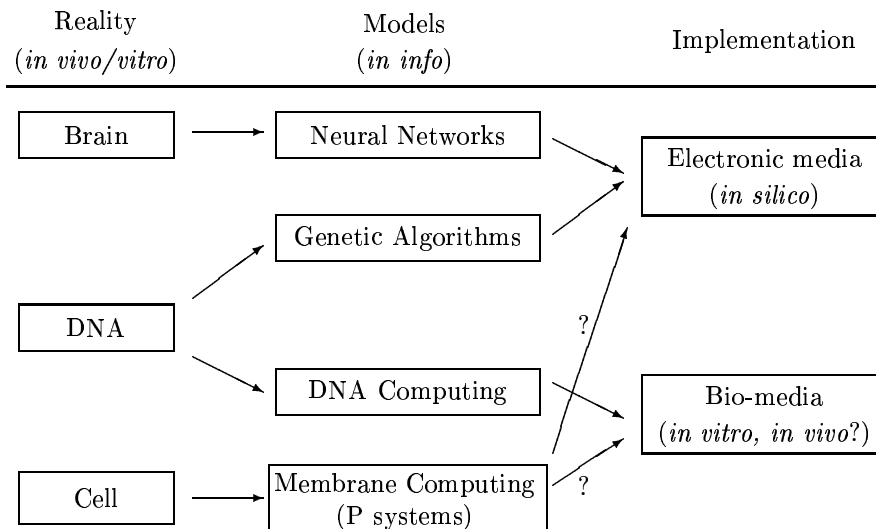 Reality
(in vivo/vitro)
Models
(in info)
Implementation
Brain
Neural Networks
Electronic media
(in silico)
Genetic Algorithms
DNA
?
DNA Computing
Bio-media
(in vitro, in vivo?)
Cell
Membrane Computing
(P systems)
?